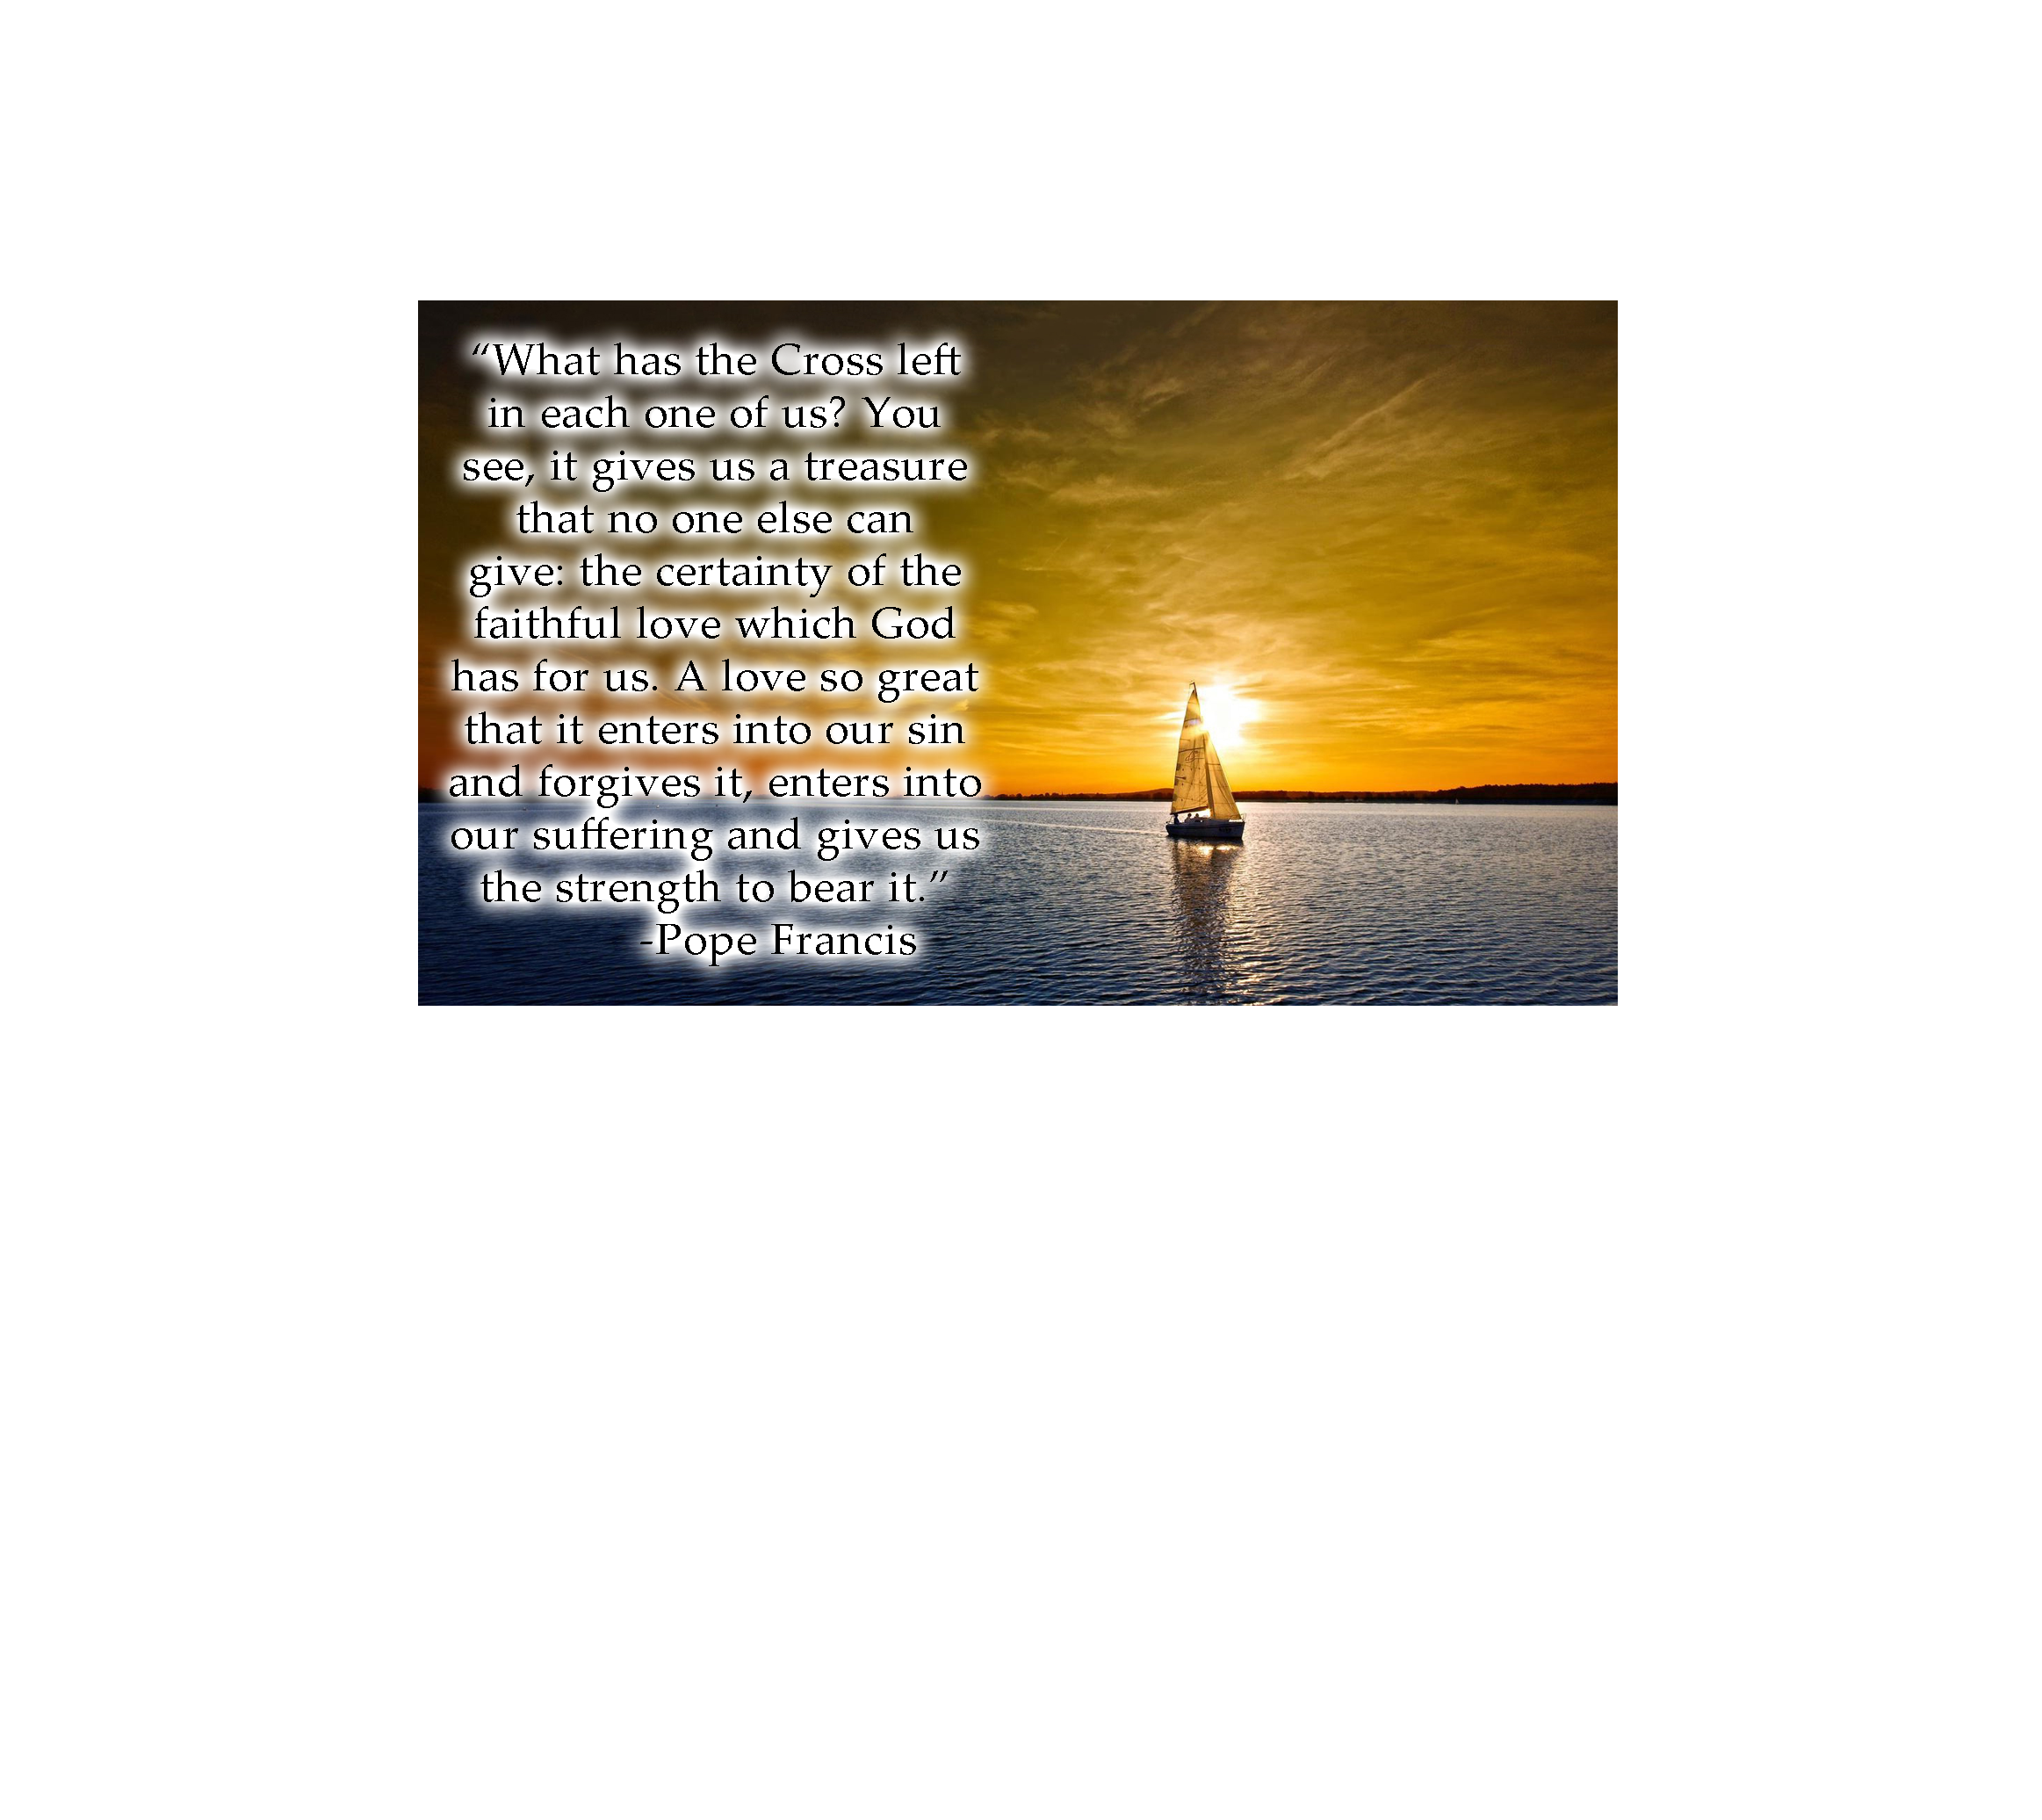 “What has the Cross left
in each one of us? You
see, it gives us a treasure
that no one else can
give: the certainty of the
faithful love which God
has for us. A love so great
that it enters into our sin
and forgives it, enters into
our suffering and gives us
the strength to bear it.”
-Pope Francis